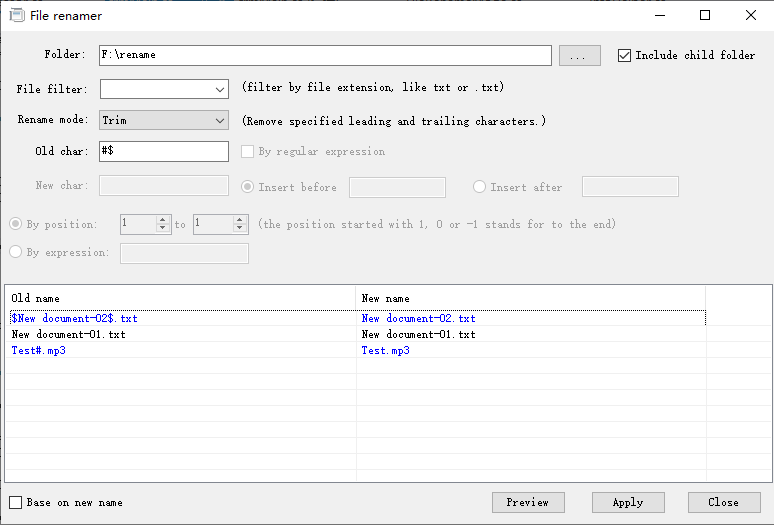 File renamer
Folder: F:\rename ... Include child folder
File filter: (filter by file extension, like txt or .txt)
Rename mode: Trim (Remove specified leading and trailing characters.)
Old char: #$ By regular expression
New char: Insert before Insert after
By position: 1 to 1 (the position started with 1, 0 or -1 stands for to the end)
By expression:
Old name New name
$New document-02$.txt New document-02.txt
New document-01.txt New document-01.txt
Test#.mp3 Test.mp3
Base on new name Preview Apply Close